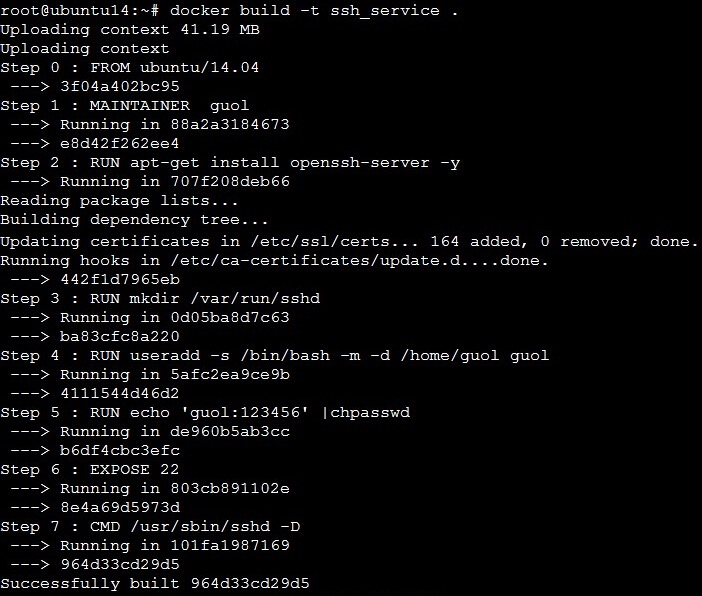 root@ubuntu14:~# docker build -t ssh_service .
Uploading context 41.19 MB
Uploading context
Step 0 : FROM ubuntu/14.04
 ---> 3f04a402bc95
Step 1 : MAINTAINER  guol
 ---> Running in 88a2a3184673
 ---> e8d42f262ee4
Step 2 : RUN apt-get install openssh-server -y
 ---> Running in 707f208deb66
Reading package lists...
Building dependency tree...
Updating certificates in /etc/ssl/certs... 164 added, 0 removed; done.
Running hooks in /etc/ca-certificates/update.d....done.
 ---> 442f1d7965eb
Step 3 : RUN mkdir /var/run/sshd
 ---> Running in 0d05ba8d7c63
 ---> ba83cfc8a220
Step 4 : RUN useradd -s /bin/bash -m -d /home/guol guol
 ---> Running in 5afc2ea9ce9b
 ---> 4111544d46d2
Step 5 : RUN echo 'guol:123456' |chpasswd
 ---> Running in de960b5ab3cc
 ---> b6df4cbc3efc
Step 6 : EXPOSE 22
 ---> Running in 803cb891102e
 ---> 8e4a69d5973d
Step 7 : CMD /usr/sbin/sshd -D
 ---> Running in 101fa1987169
 ---> 964d33cd29d5
Successfully built 964d33cd29d5